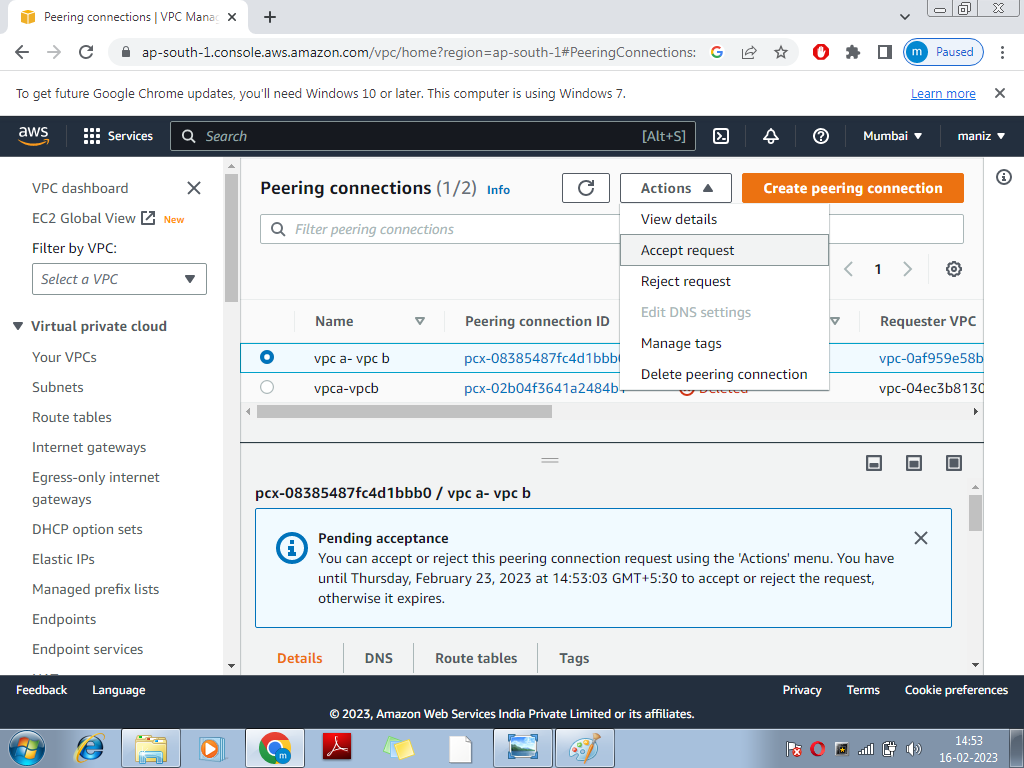 Peering connections | VPC Mana
ap-south-1.console.aws.amazon.com/vpc/home?region=ap-south-1#PeeringConnections:
m Paused
To get future Google Chrome updates, you'll need Windows 10 or later. This computer is using Windows 7.
Learn more
aws
Services
Search [Alt+S]
Mumbai
maniz
VPC dashboard
EC2 Global View New
Filter by VPC:
Select a VPC
Virtual private cloud
Your VPCs
Subnets
Route tables
Internet gateways
Egress-only internet
gateways
DHCP option sets
Elastic IPs
Managed prefix lists
Endpoints
Endpoint services
Peering connections (1/2) Info
Actions
Create peering connection
Filter peering connections
View details
Accept request
Reject request
Edit DNS settings
Manage tags
Delete peering connection
1
Name Peering connection ID Requester VPC
vpc a- vpc b pcx-08385487fc4d1bbb vpc-0af959e58b
vpca-vpcb pcx-02b04f3641a2484b Deleted vpc-04ec3b8130
pcx-08385487fc4d1bbb0 / vpc a- vpc b
Pending acceptance
You can accept or reject this peering connection request using the 'Actions' menu. You have
until Thursday, February 23, 2023 at 14:53:03 GMT+5:30 to accept or reject the request,
otherwise it expires.
Details DNS Route tables Tags
Feedback Language
Privacy Terms Cookie preferences
© 2023, Amazon Web Services India Private Limited or its affiliates.
14:53
16-02-2023